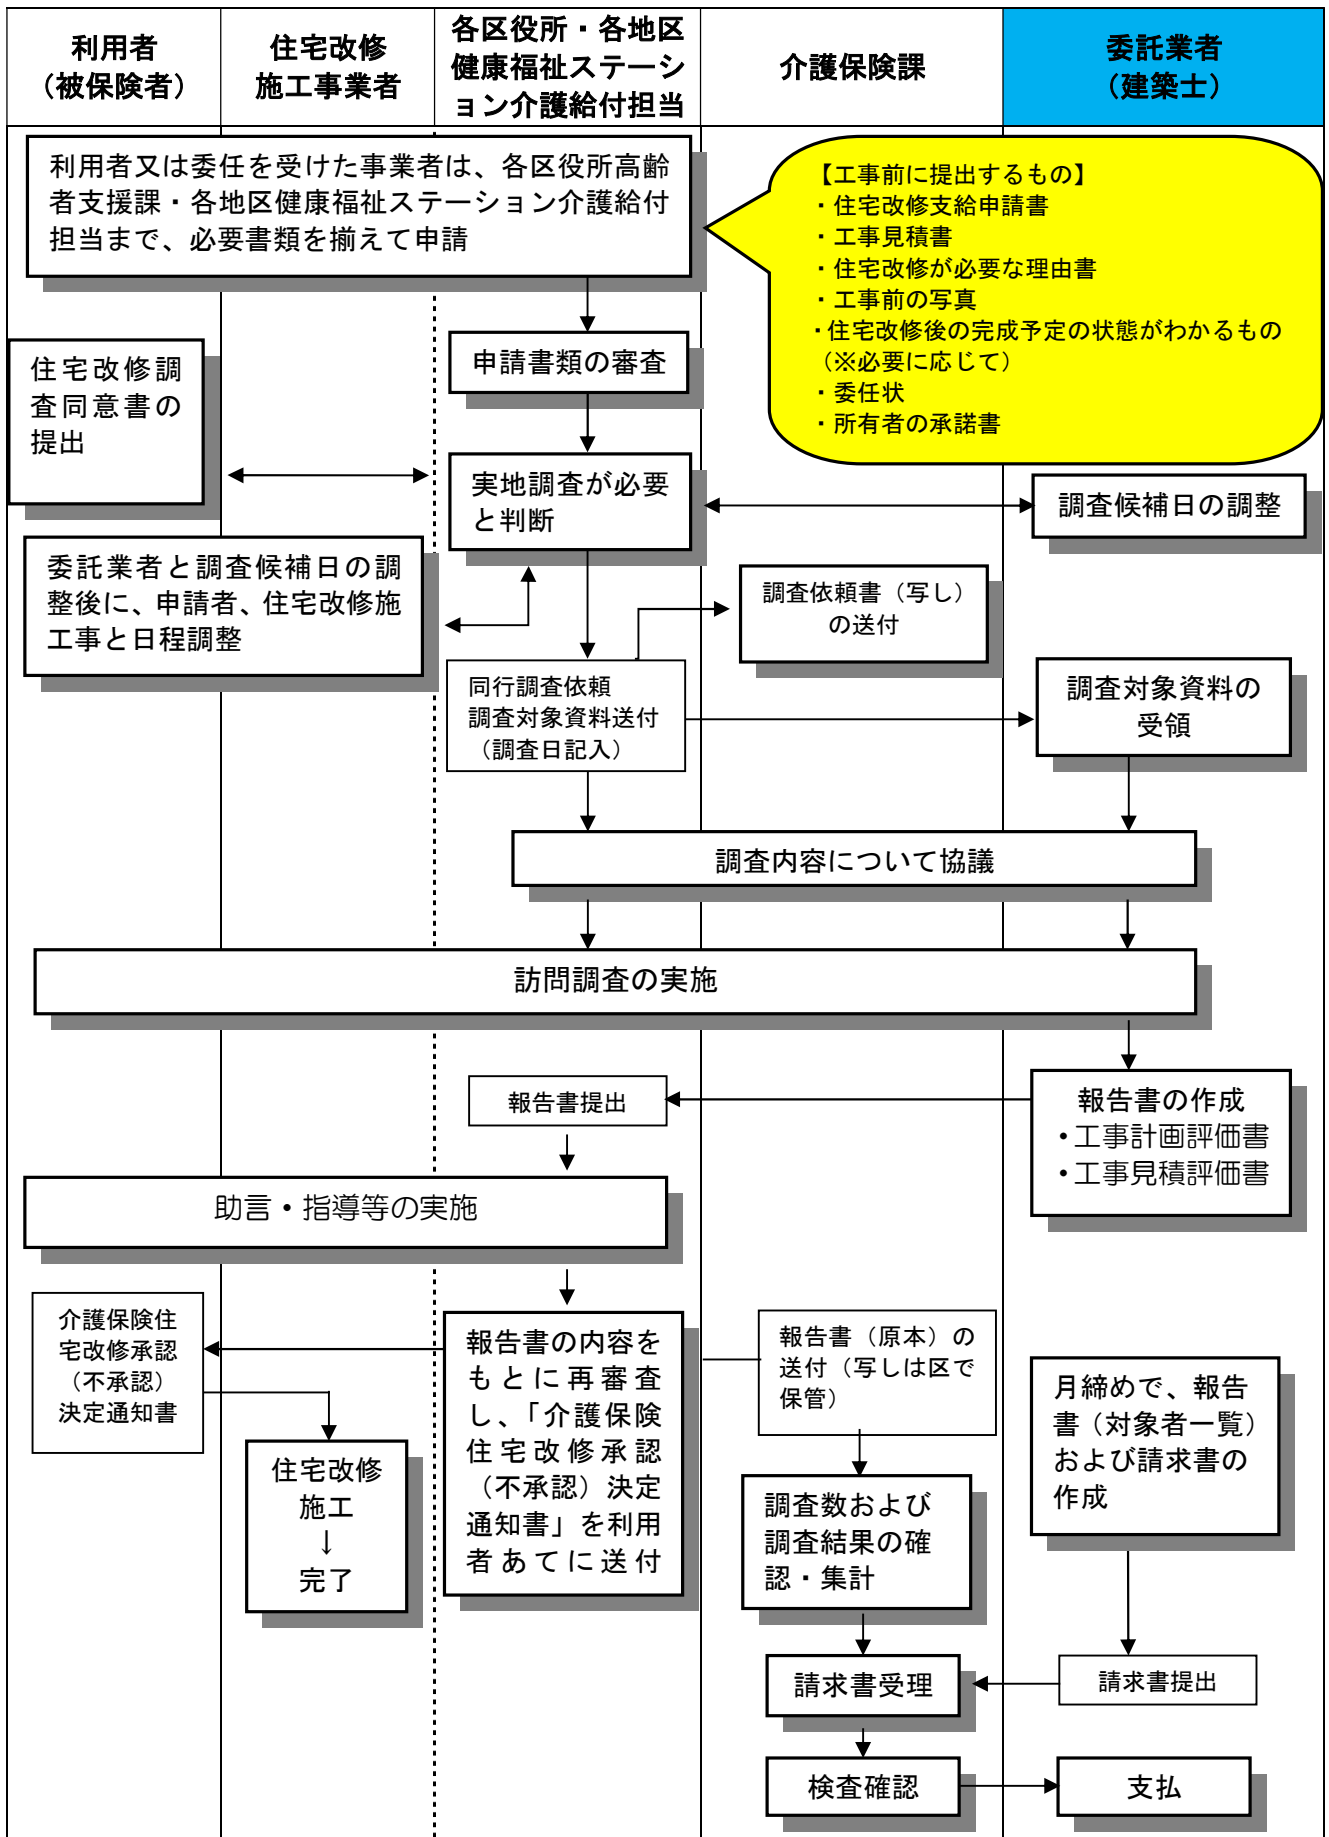 利用者
（被保険者）
住宅改修
施工事業者
各区役所・各地区
健康福祉ステーシ
ョン介護給付担当
介護保険課
委託業者
（建築士）
利用者又は委任を受けた事業者は、各区役所高齢
者支援課・各地区健康福祉ステーション介護給付
担当まで、必要書類を揃えて申請
【工事前に提出するもの】
・住宅改修支給申請書
・工事見積書
・住宅改修が必要な理由書
・工事前の写真
・住宅改修後の完成予定の状態がわかるもの
（※必要に応じて）
・委任状
・所有者の承諾書
申請書類の審査
住宅改修調
査同意書の
提出
実地調査が必要
と判断
調査候補日の調整
委託業者と調査候補日の調
整後に、申請者、住宅改修施
工事と日程調整
調査依頼書（写し）
の送付
同行調査依頼
調査対象資料送付
（調査日記入）
調査対象資料の
受領
調査内容について協議
訪問調査の実施
報告書提出
報告書の作成
・工事計画評価書
・工事見積評価書
助言・指導等の実施
介護保険住
宅改修承認
（不承認）
決定通知書
報告書の内容を
もとに再審査
し、「介護保険
住宅改修承認
（不承認）決定
通知書」を利用
者あてに送付
報告書（原本）の
送付（写しは区で
保管）
月締めで、報告
書（対象者一覧）
および請求書の
作成
住宅改修
施工
↓
完了
調査数および
調査結果の確
認・集計
請求書受理
請求書提出
検査確認
支払